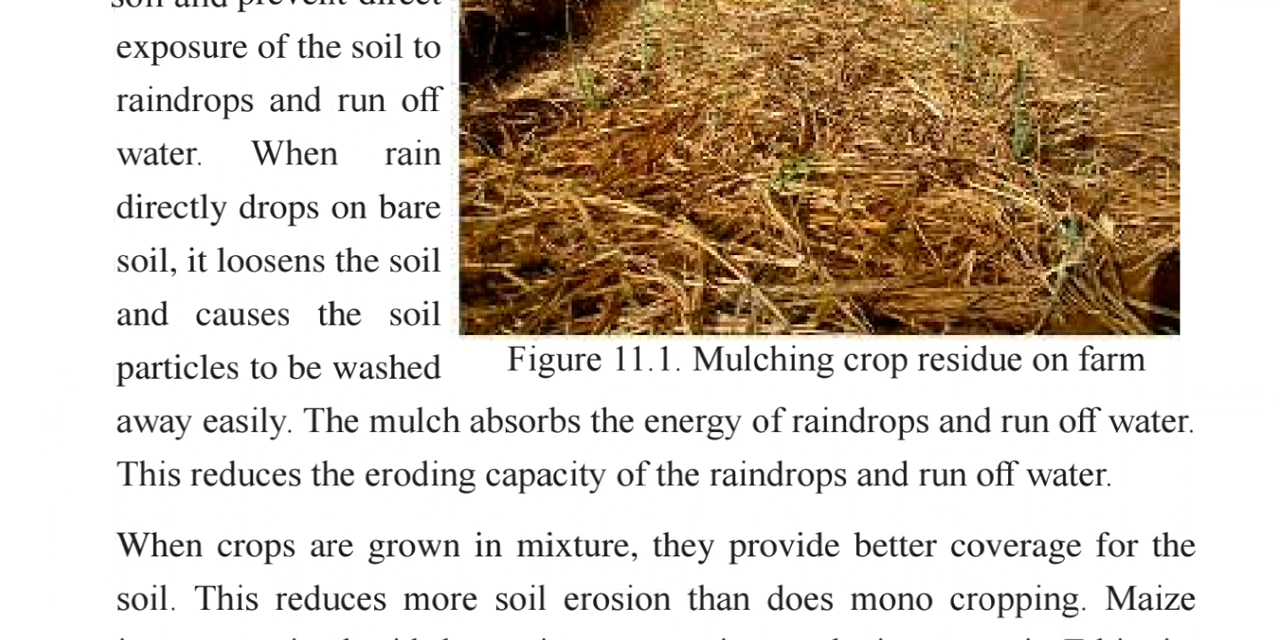 soil and prevent direct
exposure of the soil to
raindrops and run off
water. When rain
directly drops on bare
soil, it loosens the soil
and causes the soil
particles to be washed
Figure 11.1. Mulching crop residue on farm
away easily. The mulch absorbs the energy of raindrops and run off water.
This reduces the eroding capacity of the raindrops and run off water.
When crops are grown in mixture, they provide better coverage for the
soil. This reduces more soil erosion than does mono cropping. Maize